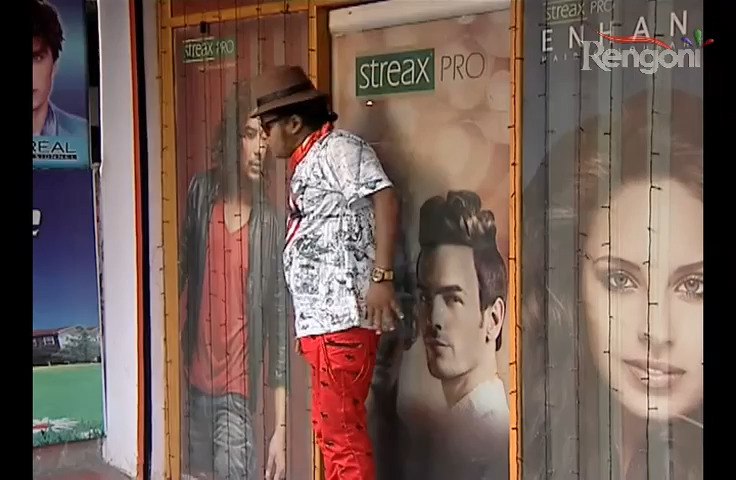 streax PRO
streax PRO
streax PRO
ENHAN
Rengoni
REAL